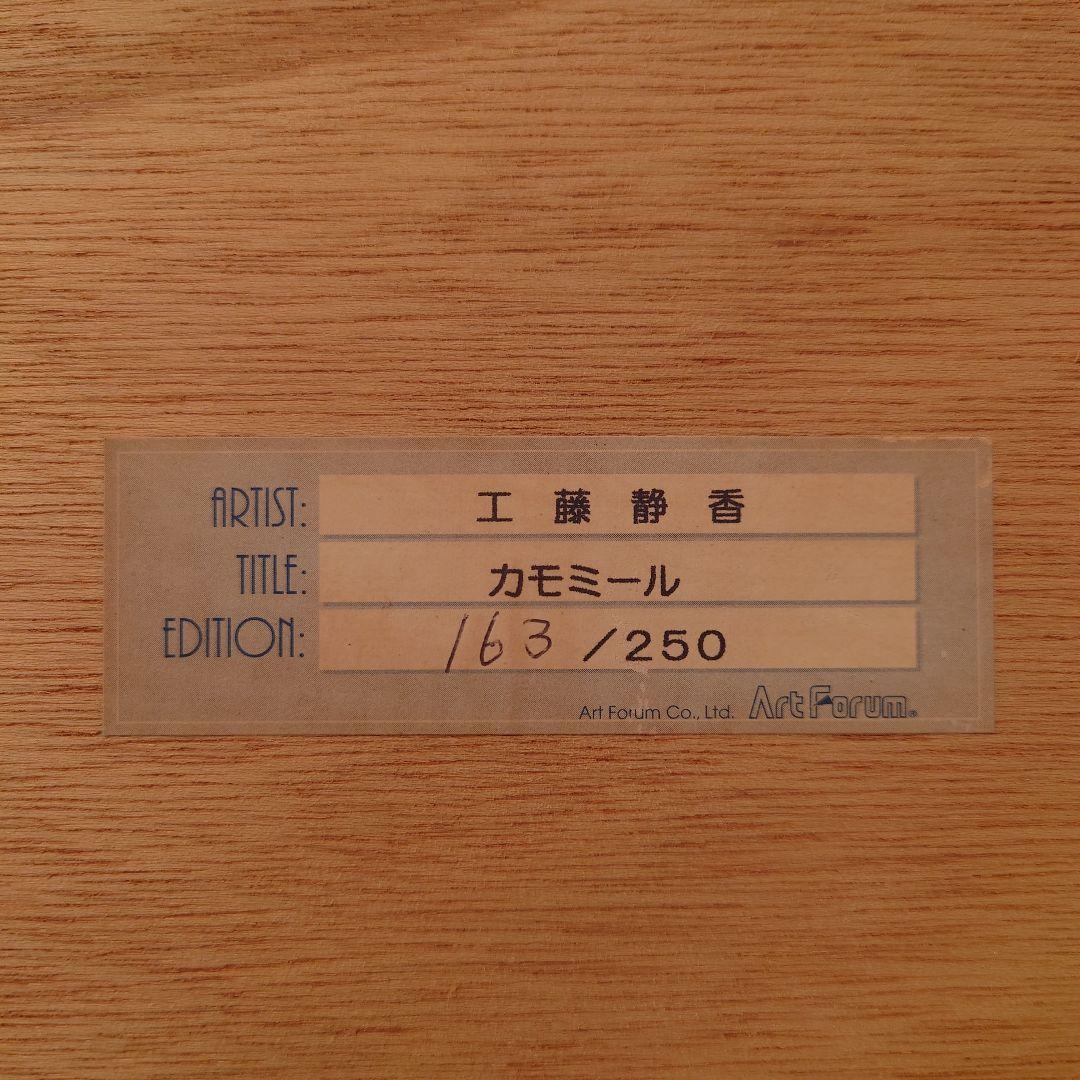 ARTIST: 工藤静香
TITLE: カモミール
EDITION: 163/250
Art Forum Co., Ltd. Art Forum®